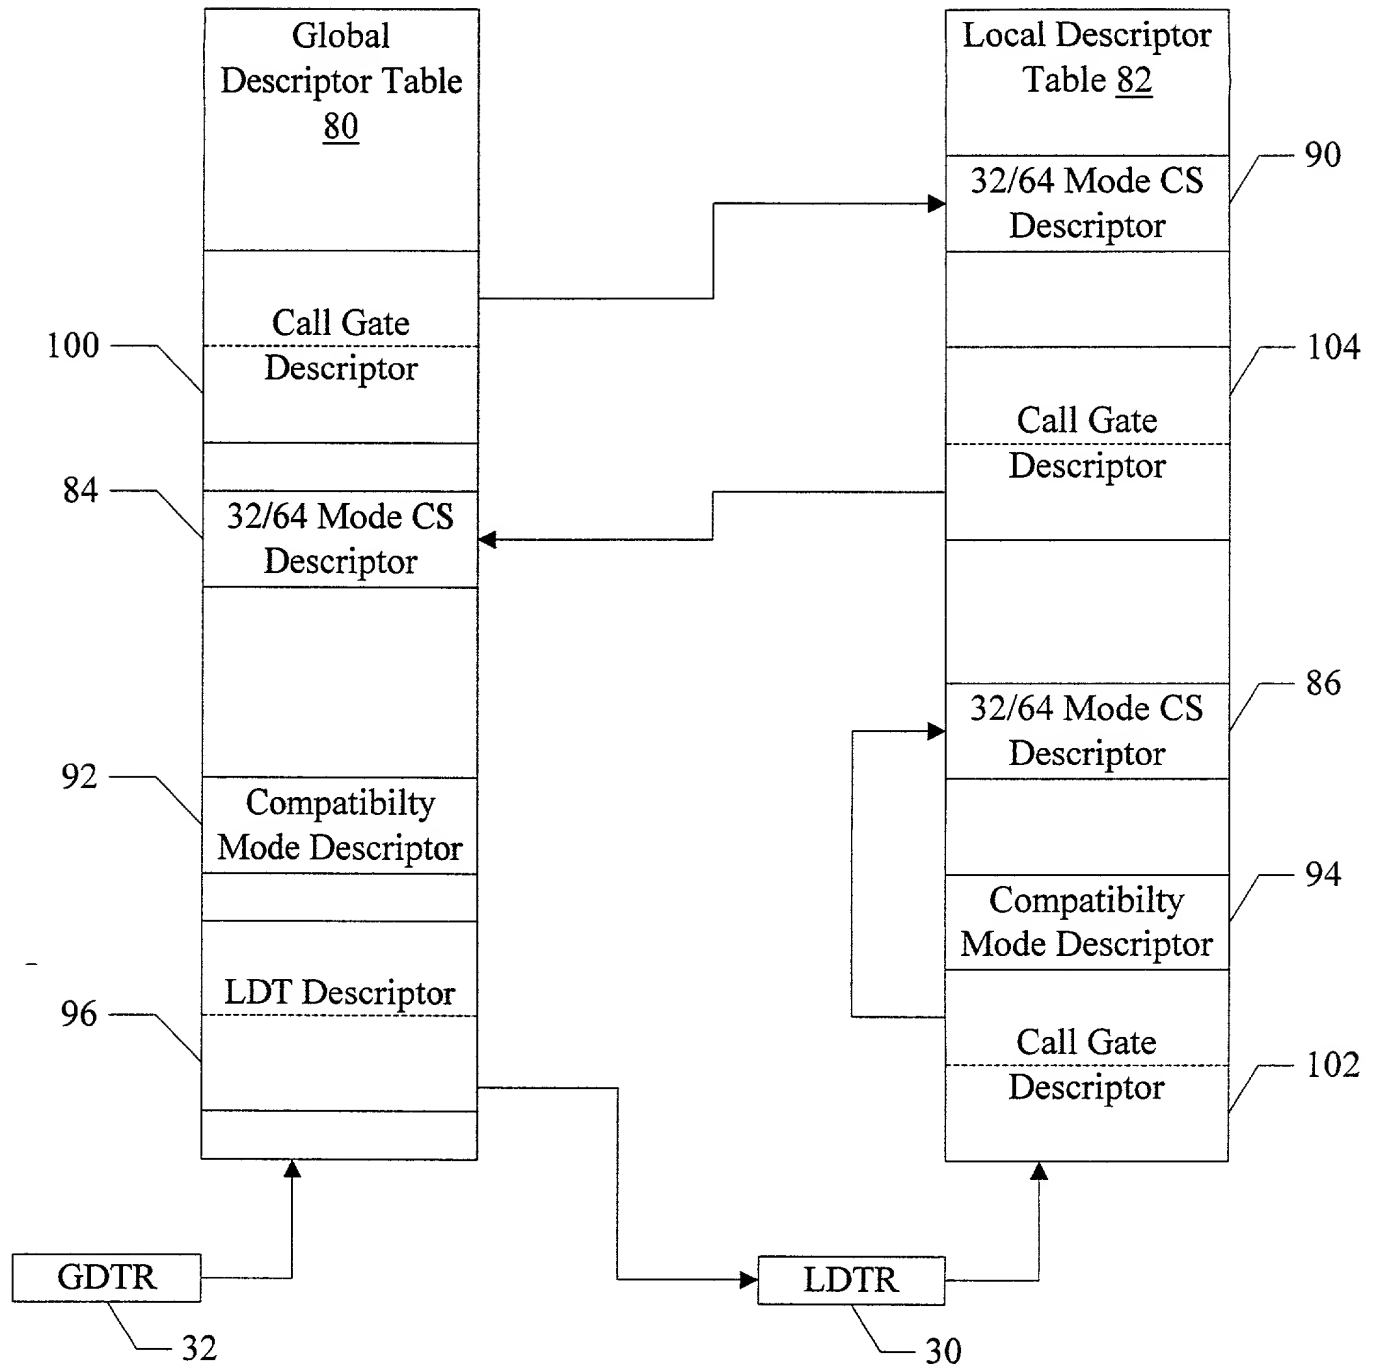 Global
Descriptor Table
80
Call Gate
Descriptor
100
84
32/64 Mode CS
Descriptor
92
Compatibilty
Mode Descriptor
LDT Descriptor
96
GDTR
32
Local Descriptor
Table 82
90
32/64 Mode CS
Descriptor
104
Call Gate
Descriptor
86
32/64 Mode CS
Descriptor
94
Compatibilty
Mode Descriptor
Call Gate
Descriptor
102
LDTR
30